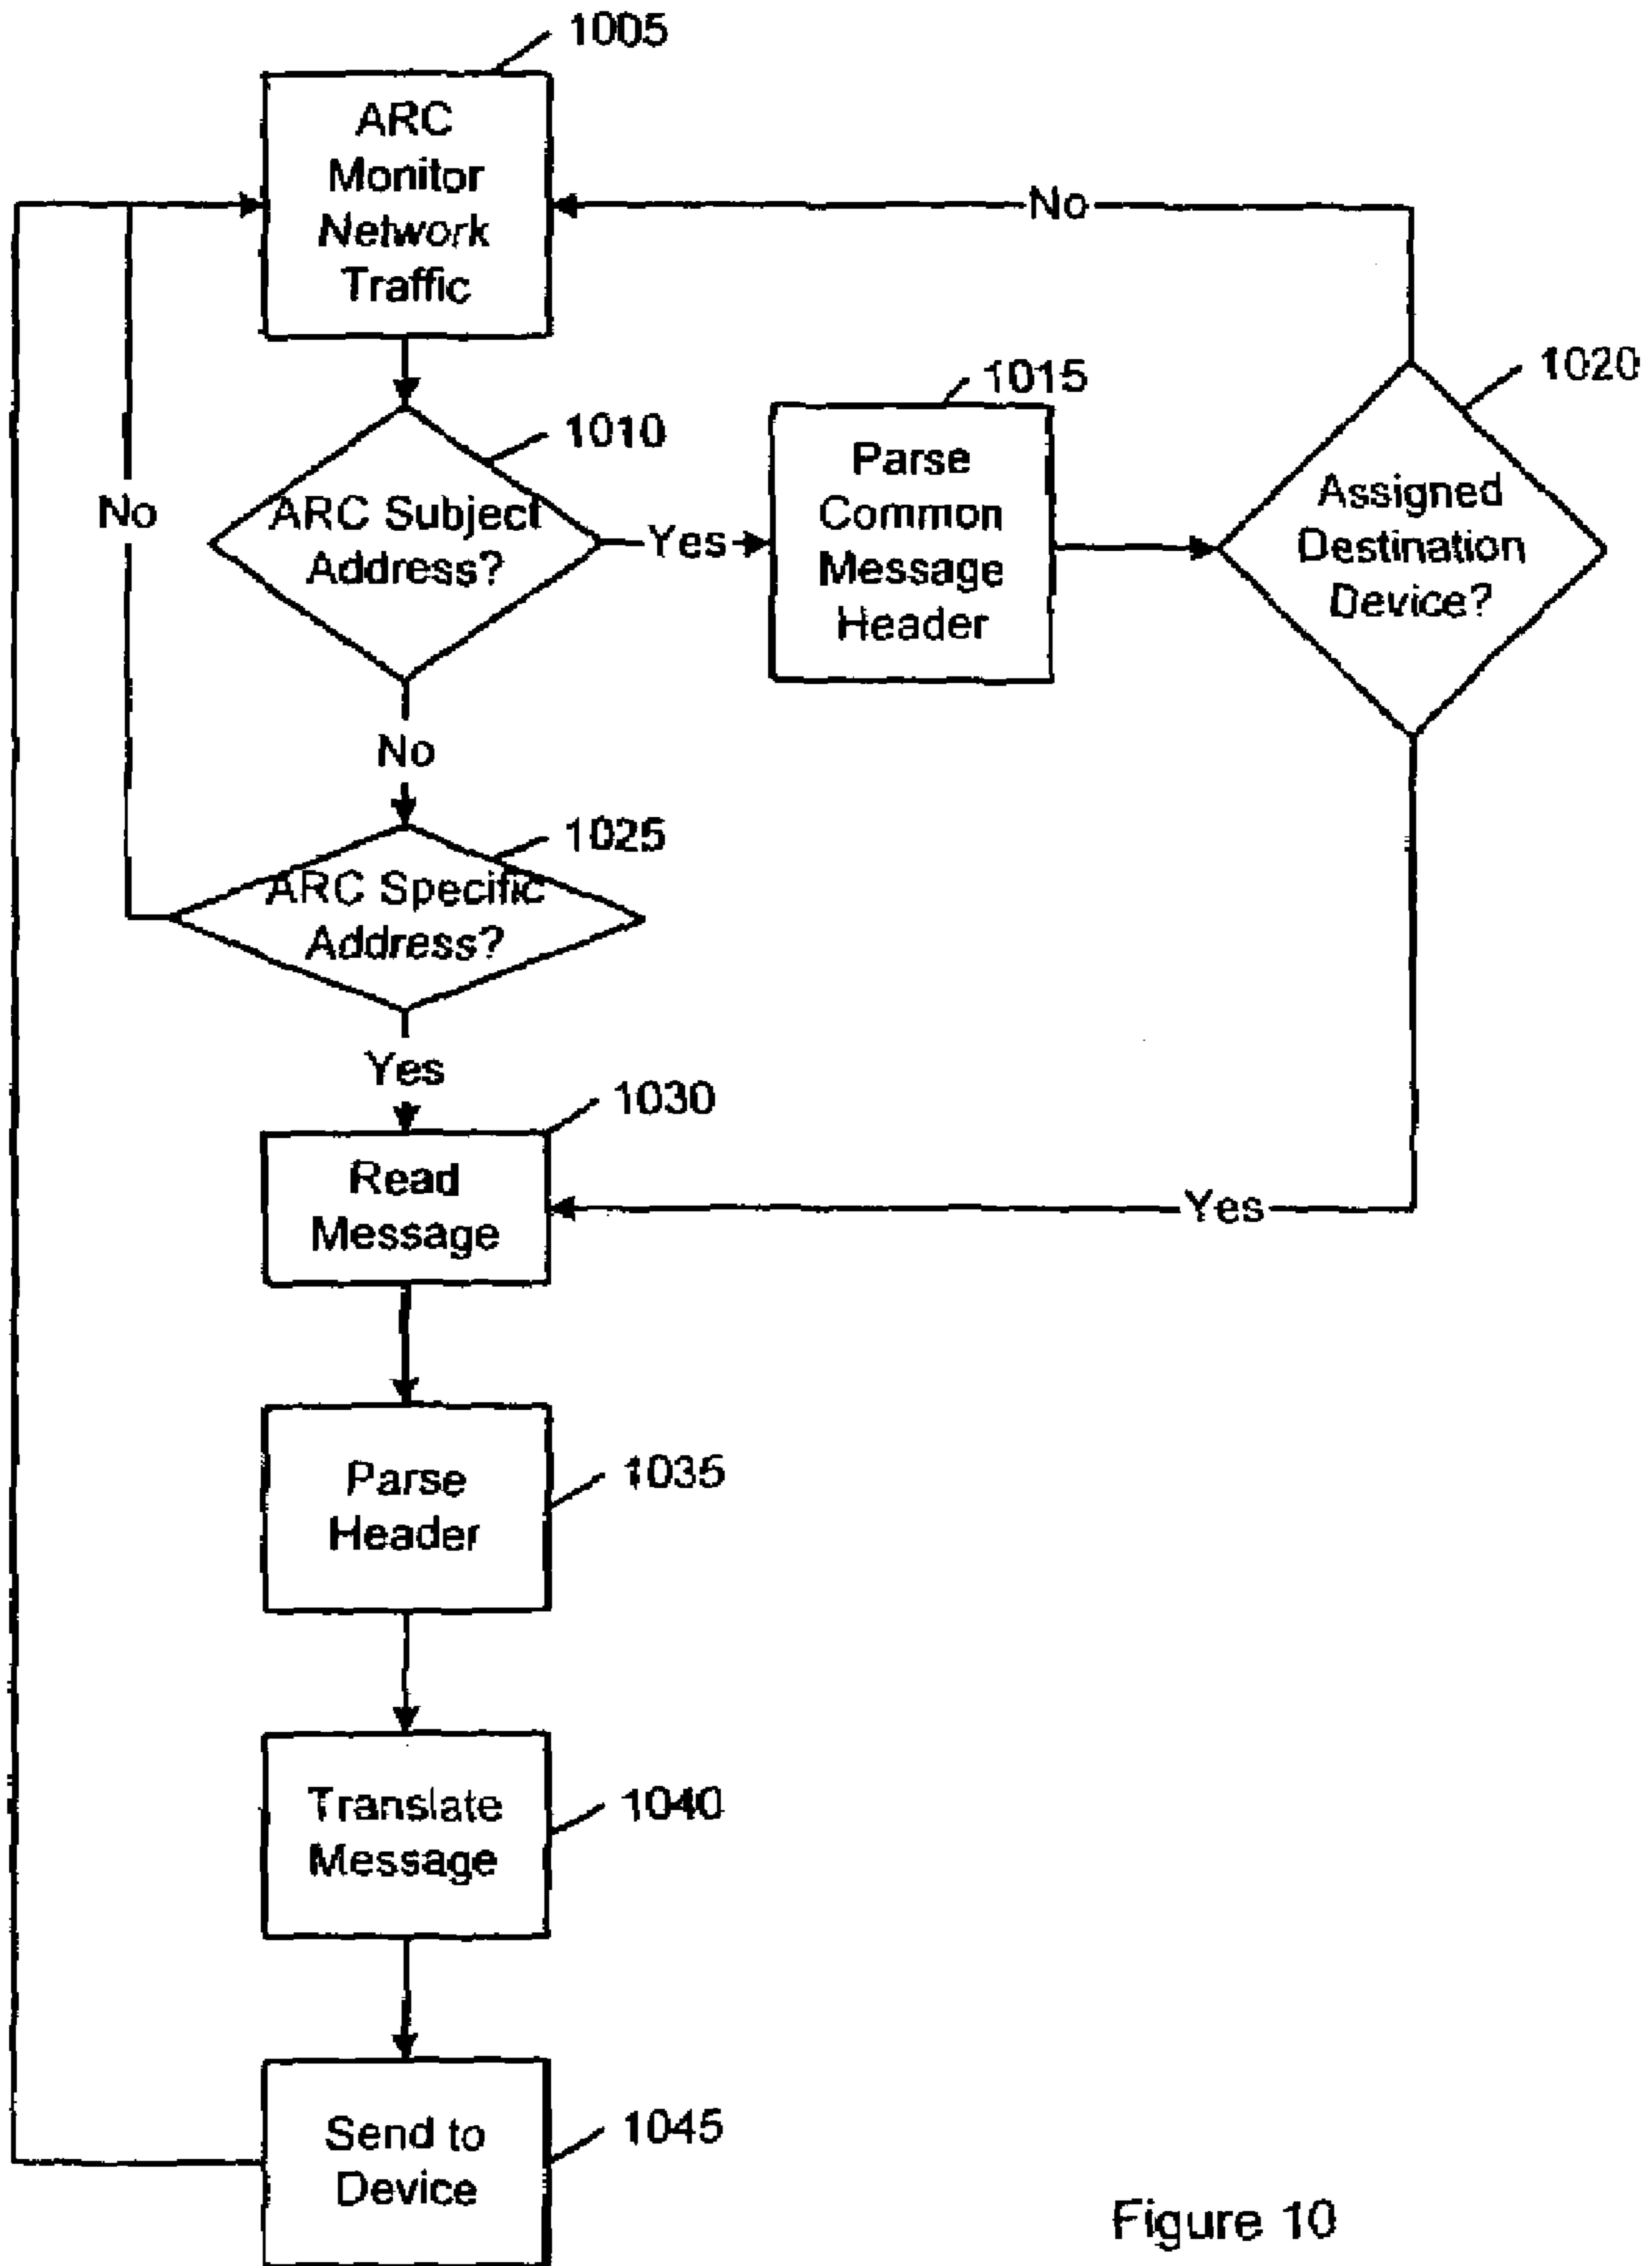 1005
ARC
Monitor
Network
Traffic
No
1010
ARC Subject
Address?
Yes
1015
Parse
Common
Message
Header
1020
Assigned
Destination
Device?
No
No
1025
ARC Specific
Address?
Yes
1030
Read
Message
Yes
1035
Parse
Header
1040
Translate
Message
1045
Send to
Device
Figure 10